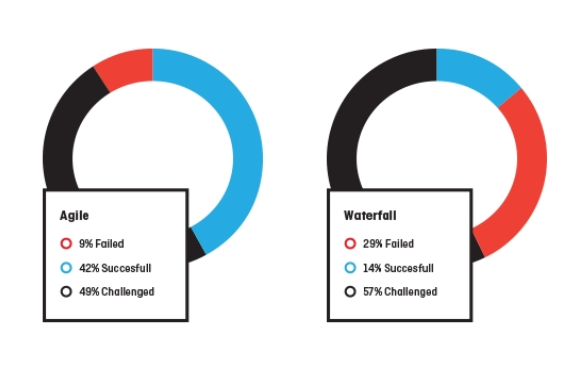 Agile
9% Failed
42% Succesfull
49% Challenged
Waterfall
29% Failed
14% Succesfull
57% Challenged